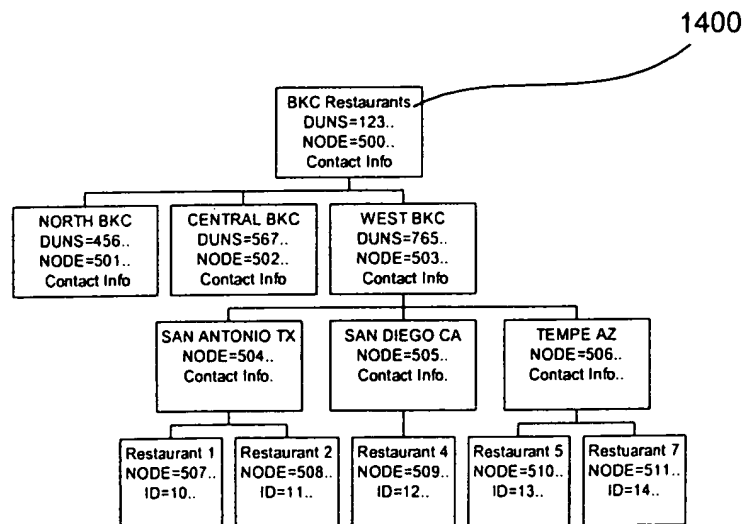 1400
BKC Restaurants
DUNS=123..
NODE=500..
Contact Info
NORTH BKC
DUNS=456..
NODE=501..
Contact Info
CENTRAL BKC
DUNS=567..
NODE=502..
Contact Info
WEST BKC
DUNS=765..
NODE=503..
Contact Info
SAN ANTONIO TX
NODE=504..
Contact Info.
SAN DIEGO CA
NODE=505..
Contact Info.
TEMPE AZ
NODE=506..
Contact Info..
Restaurant 1
NODE=507..
ID=10..
Restaurant 2
NODE=508..
ID=11..
Restaurant 4
NODE=509..
ID=12..
Restaurant 5
NODE=510..
ID=13..
Restuarant 7
NODE=511..
ID=14..